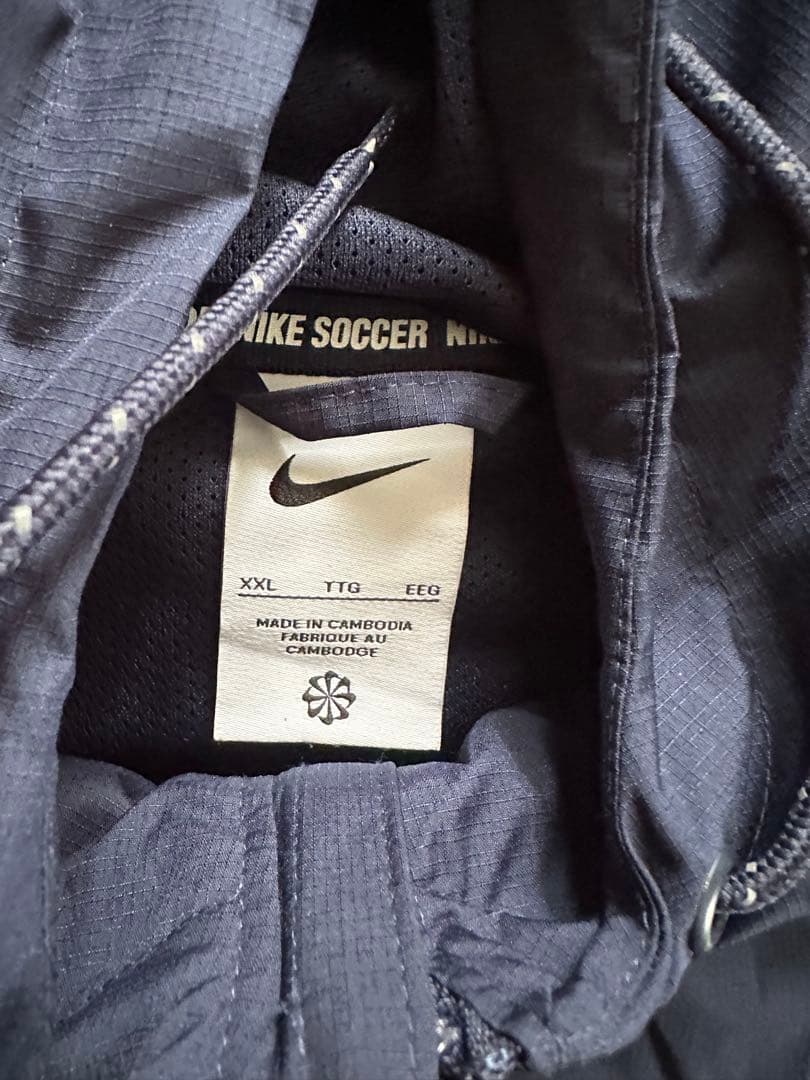 NIKE SOCCER
XXL TTG EEG
MADE IN CAMBODIA
FABRIQUE AU
CAMBODGE